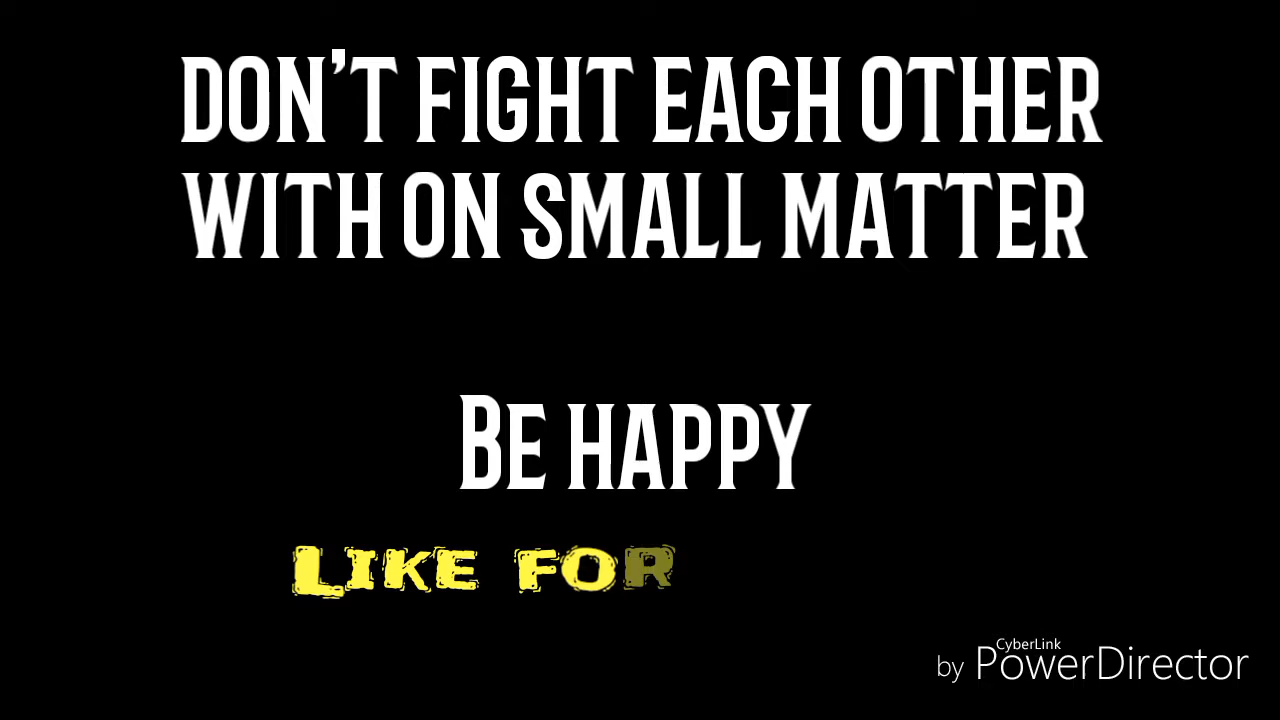 DON'T FIGHT EACH OTHER
WITH ON SMALL MATTER
BE HAPPY
LIKE FOR
CyberLink
by PowerDirector